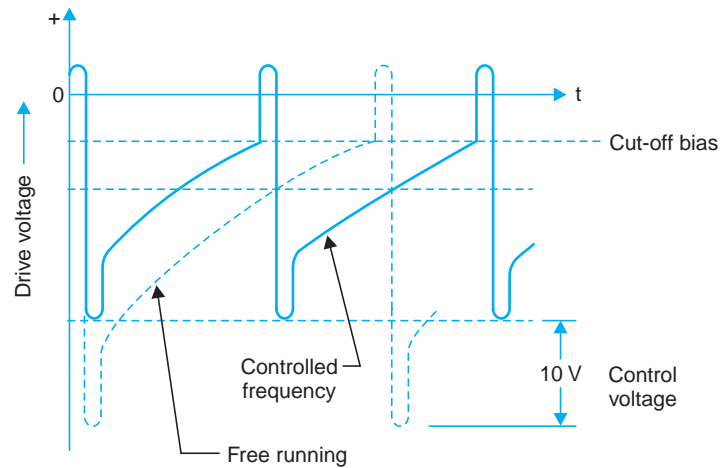 +
0
t
Cut-off bias
Drive voltage
Controlled
frequency
10 V
Control
voltage
Free running